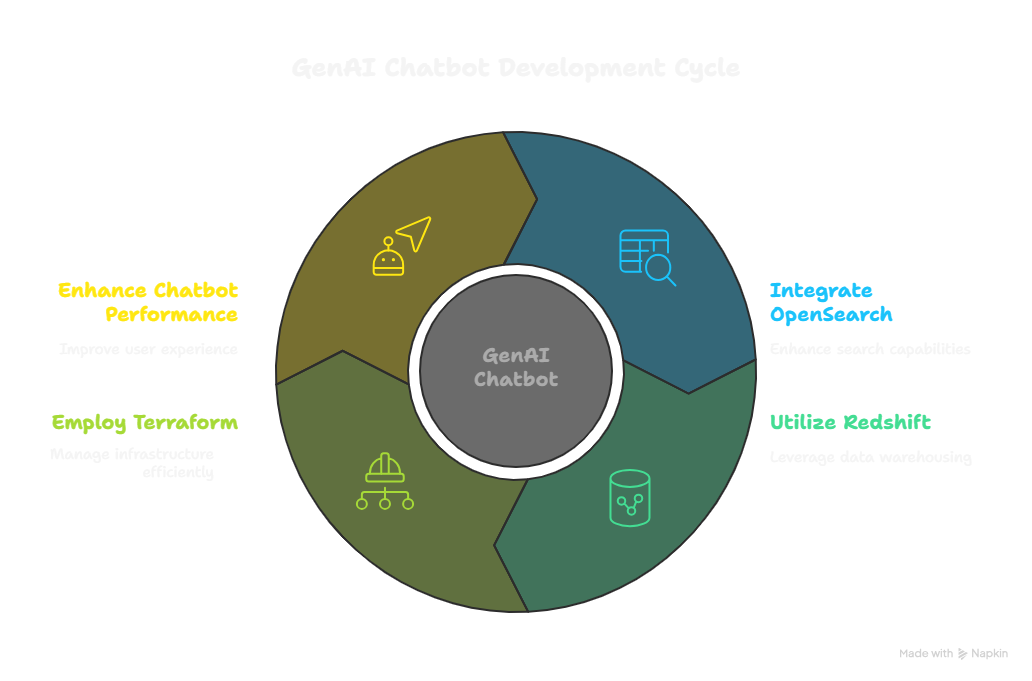 GenAI Chatbot Development Cycle
Enhance Chatbot
Performance
Improve user experience
Integrate
OpenSearch
Enhance search capabilities
GenAI
Chatbot
Employ Terraform
Manage infrastructure
efficiently
Utilize Redshift
Leverage data warehousing
Made with Napkin